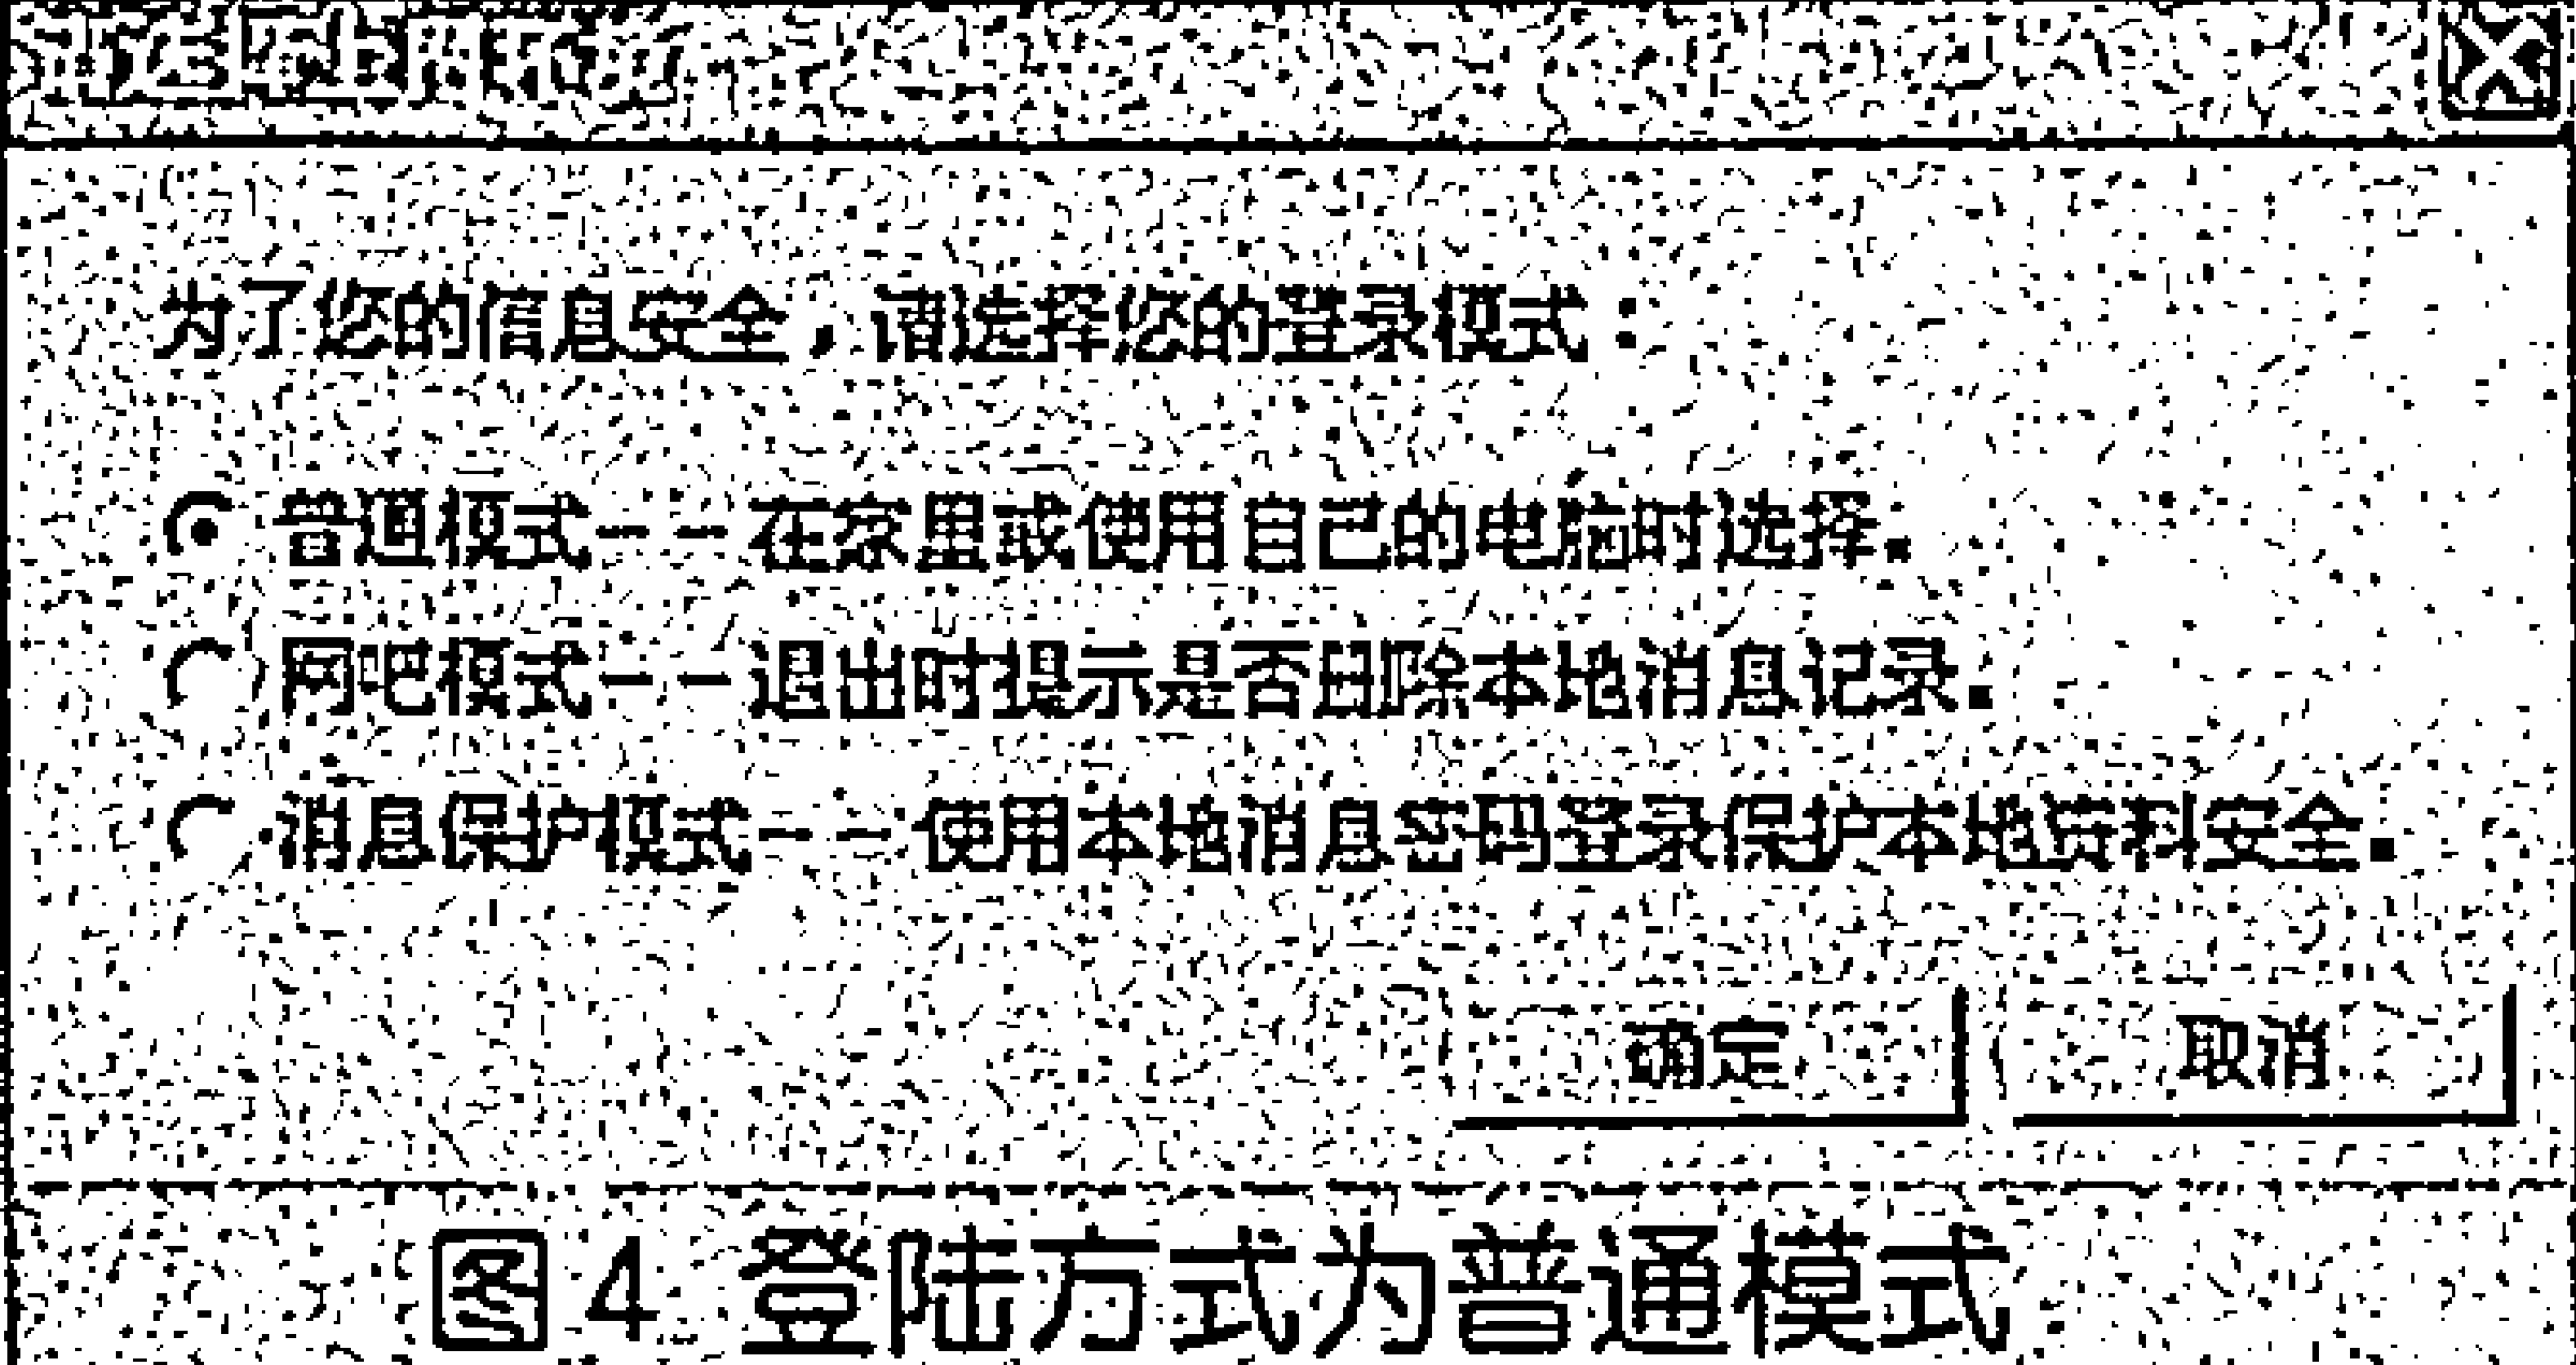 为了您的信息安全，请选择您的登录模式：
普通模式－－在家里或使用自己的电脑时选择.
网吧模式－－退出时提示是否删除本地消息记录.
消息保护模式－－使用本地消息密码登录保护本地资料安全.
确定 取消
图4 登陆方式为普通模式